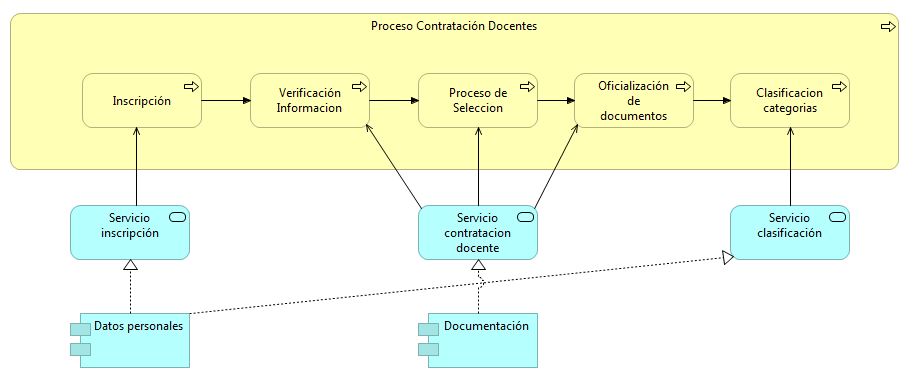 Proceso Contratación Docentes
Inscripción
Verificación
Informacion
Proceso de
Seleccion
Oficialización
de
documentos
Clasificacion
categorias
Servicio
inscripción
Servicio
contratacion
docente
Servicio
clasificación
Datos personales
Documentación